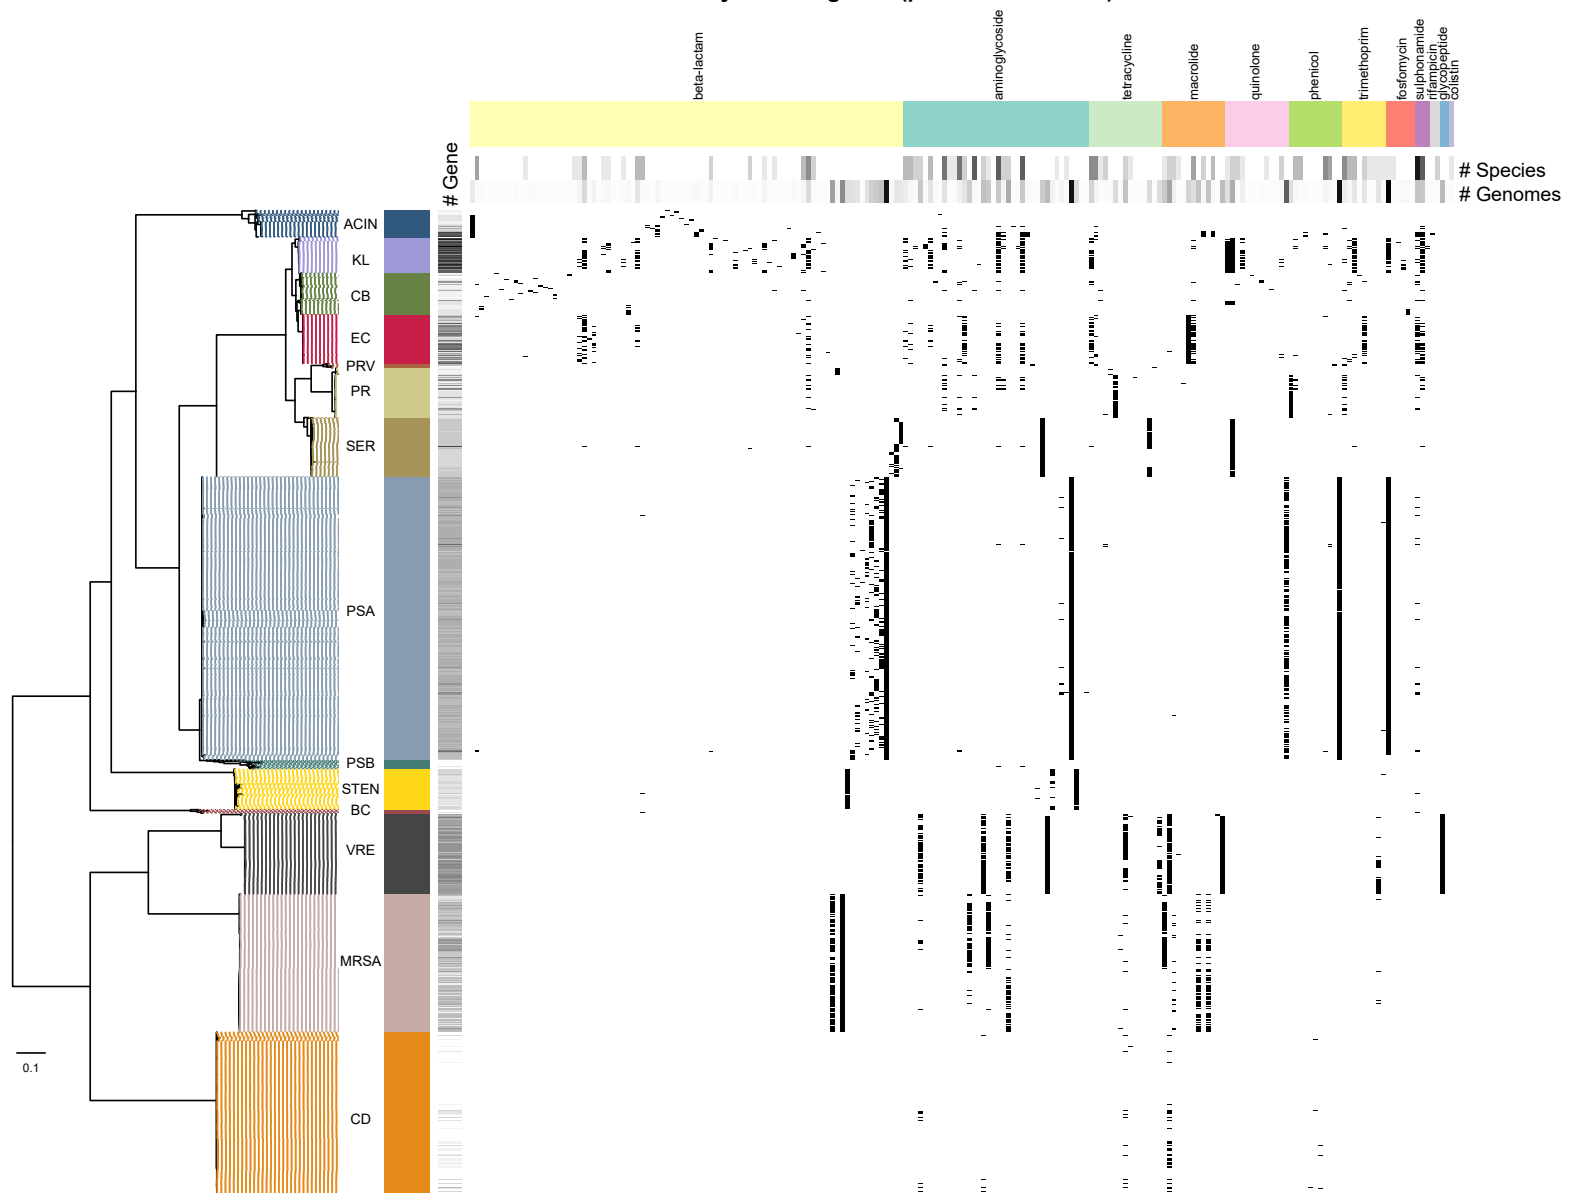 beta-lactam
aminoglycoside
tetracycline
macrolide
quinolone
phenicol
trimethoprim
fosfomycin
sulphonamide
rifampicin
glycopeptide
colistin
# Gene
# Species
# Genomes
ACIN
KL
CB
EC
PRV
PR
SER
PSA
PSB
STEN
BC
VRE
MRSA
CD
0.1